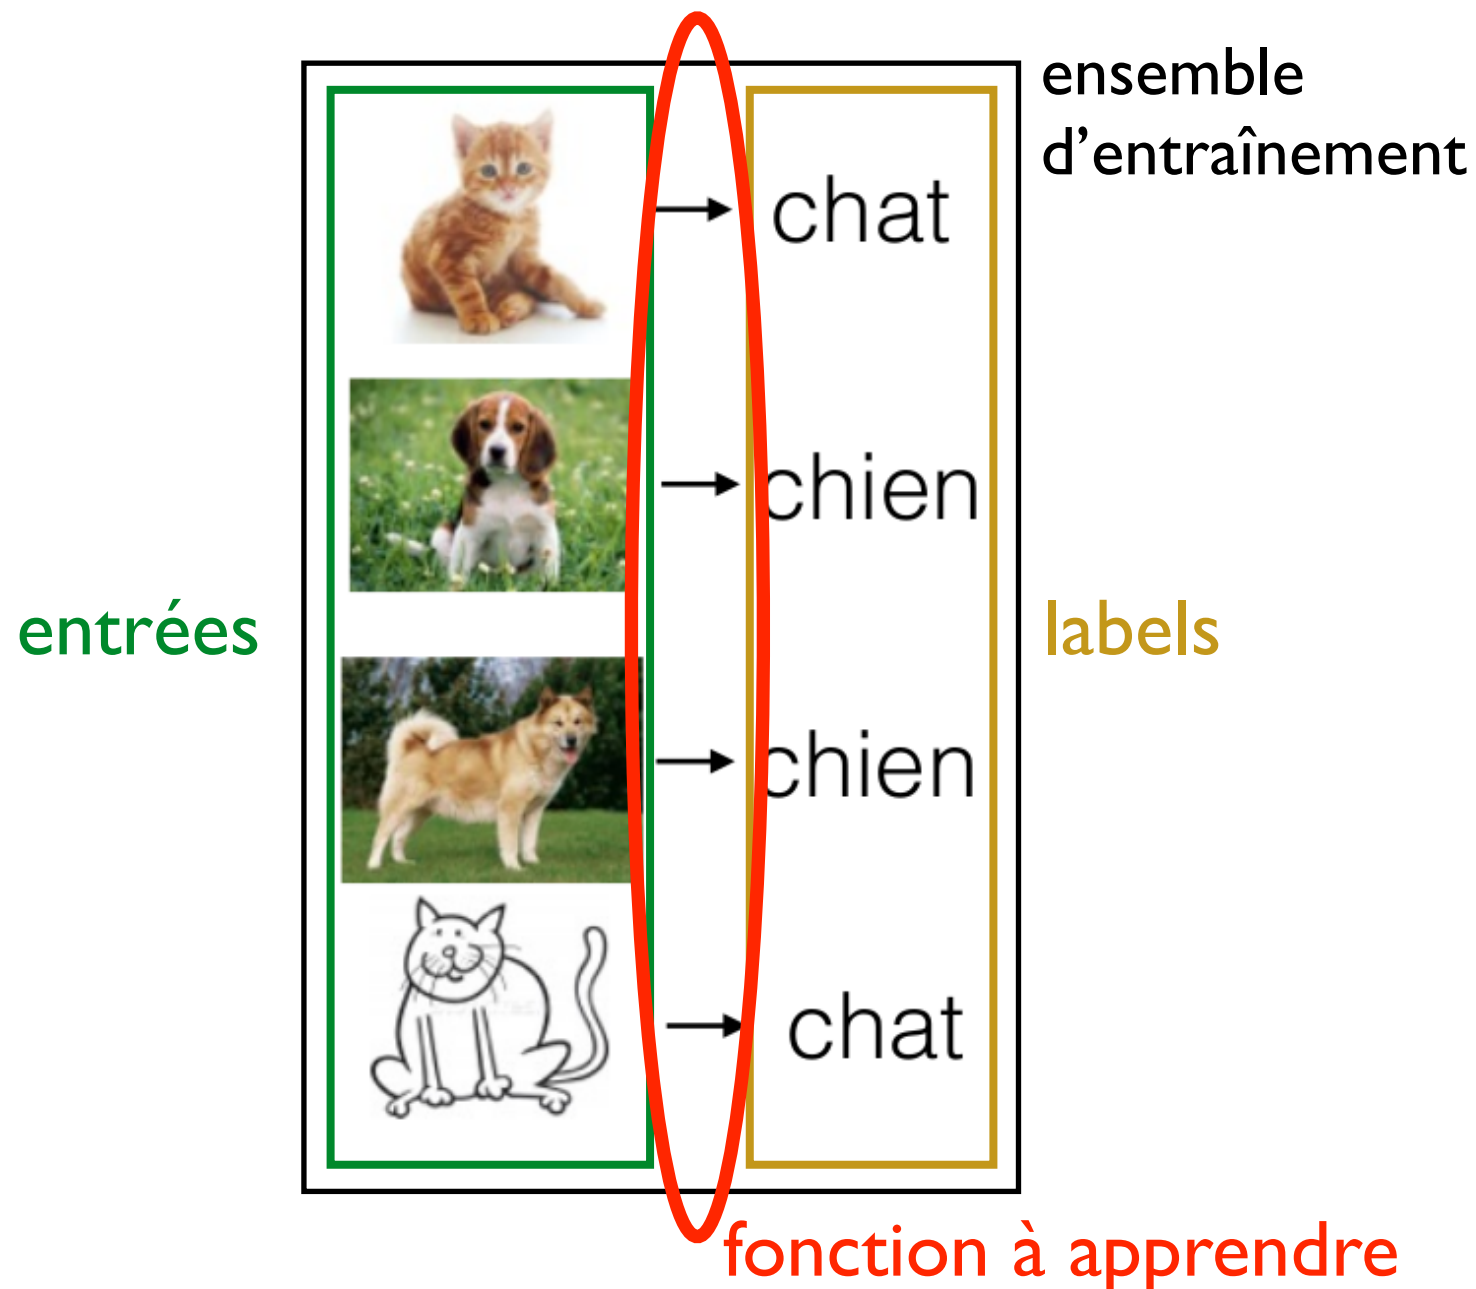 ensemble
d’entraînement
chat
chien
entrées
labels
chien
chat
fonction à apprendre